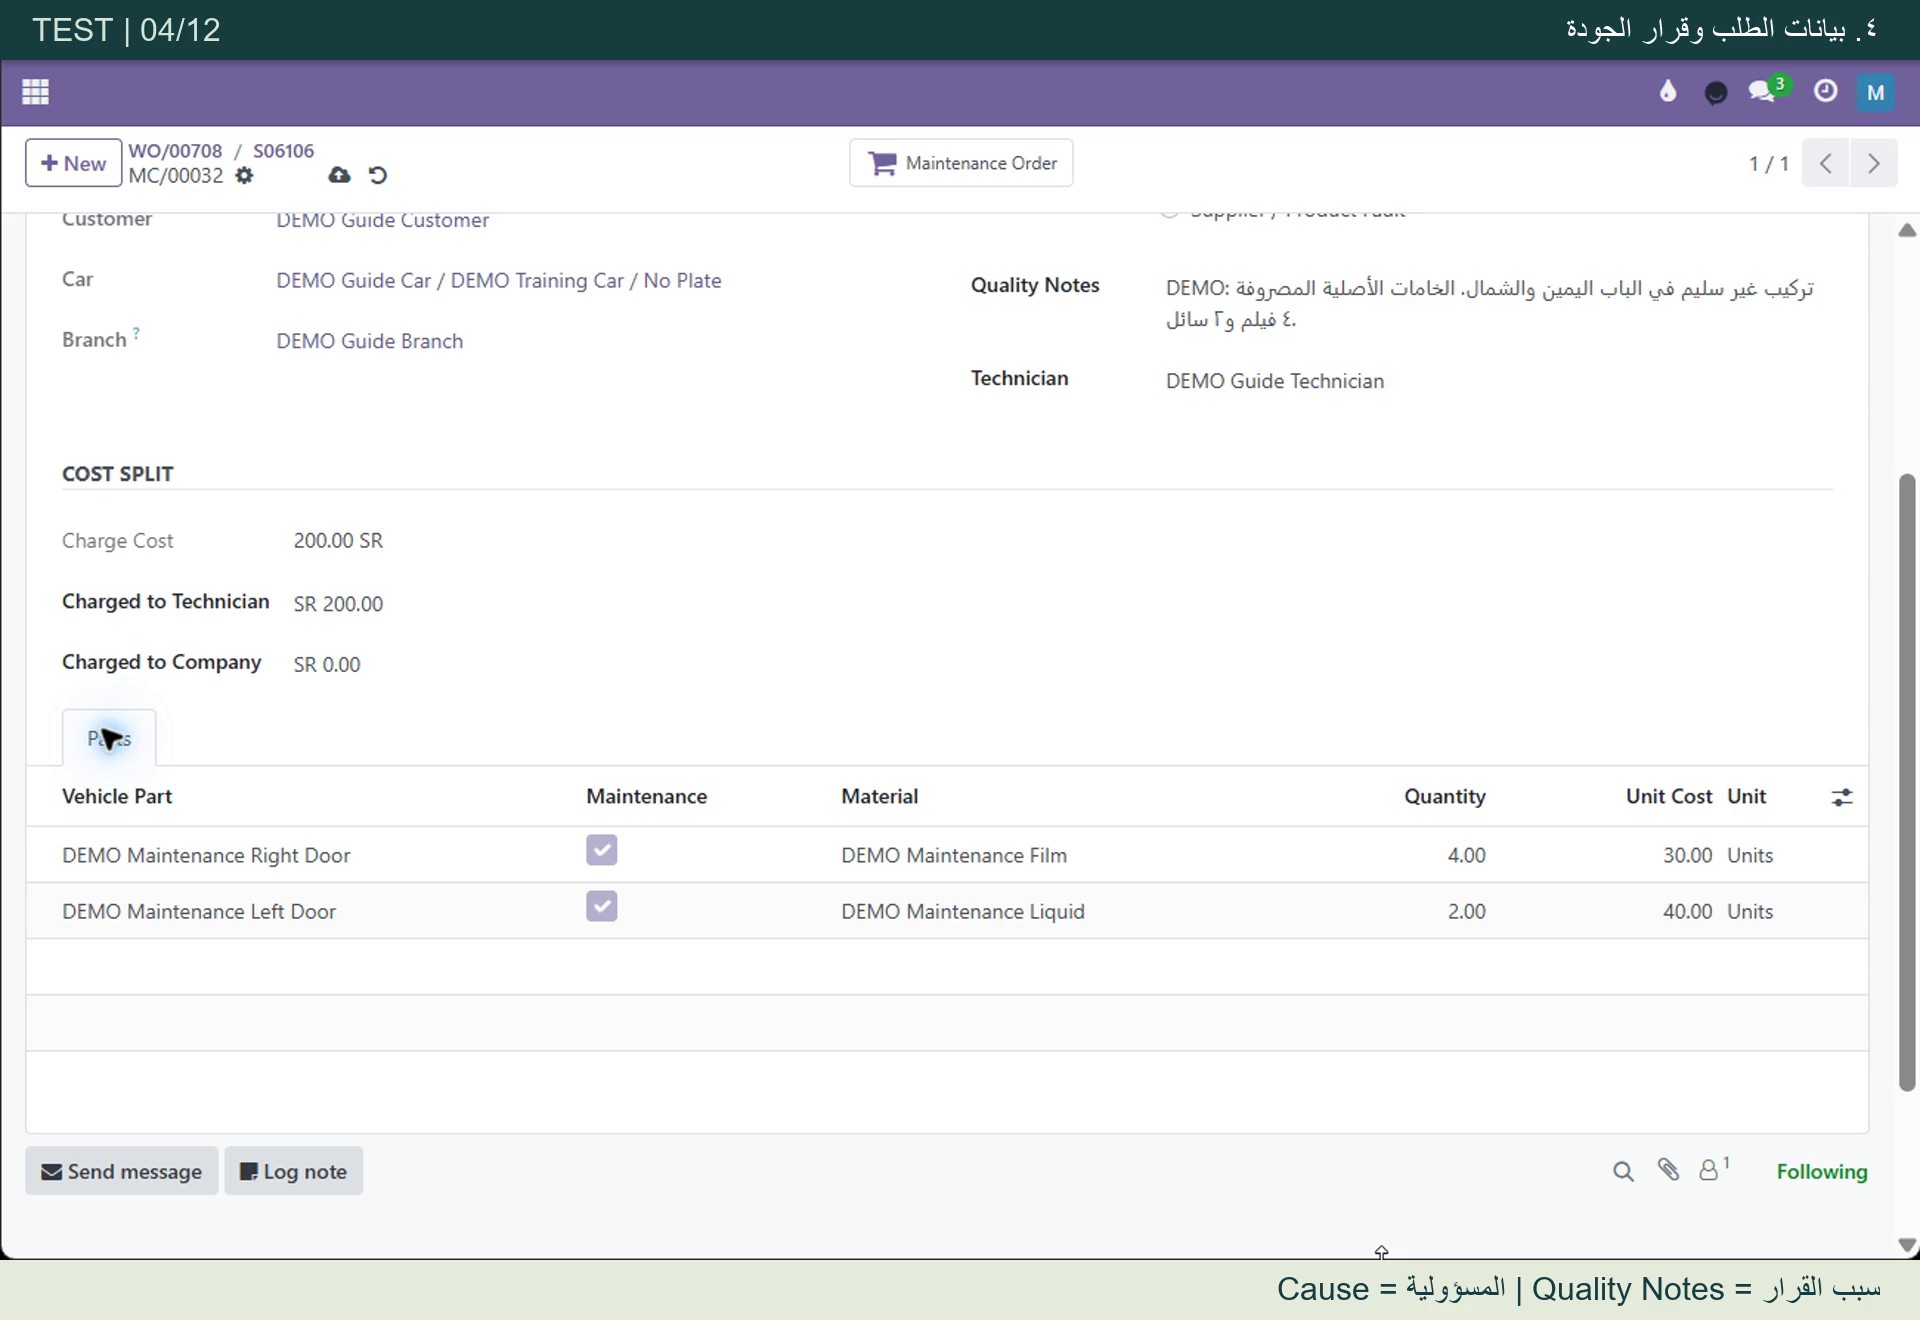 TEST | 04/12
٤. بيانات الطلب وقرار الجودة
3
M
New
WO/00708 / S06106
MC/00032
Maintenance Order
1 / 1
Customer
DEMO Guide Customer
Supplier / Product Fault
Car
DEMO Guide Car / DEMO Training Car / No Plate
Quality Notes
DEMO: تركيب غير سليم في الباب اليمين والشمال. الخامات الأصلية المصروفة
٤ فيلم و٢ سائل.
Branch ?
DEMO Guide Branch
Technician
DEMO Guide Technician
COST SPLIT
Charge Cost
200.00 SR
Charged to Technician
SR 200.00
Charged to Company
SR 0.00
Vehicle Part
Maintenance
Material
Quantity
Unit Cost
Unit
DEMO Maintenance Right Door
DEMO Maintenance Film
4.00
30.00
Units
DEMO Maintenance Left Door
DEMO Maintenance Liquid
2.00
40.00
Units
Send message
Log note
1
Following
Cause = المسؤولية | Quality Notes = سبب القرار